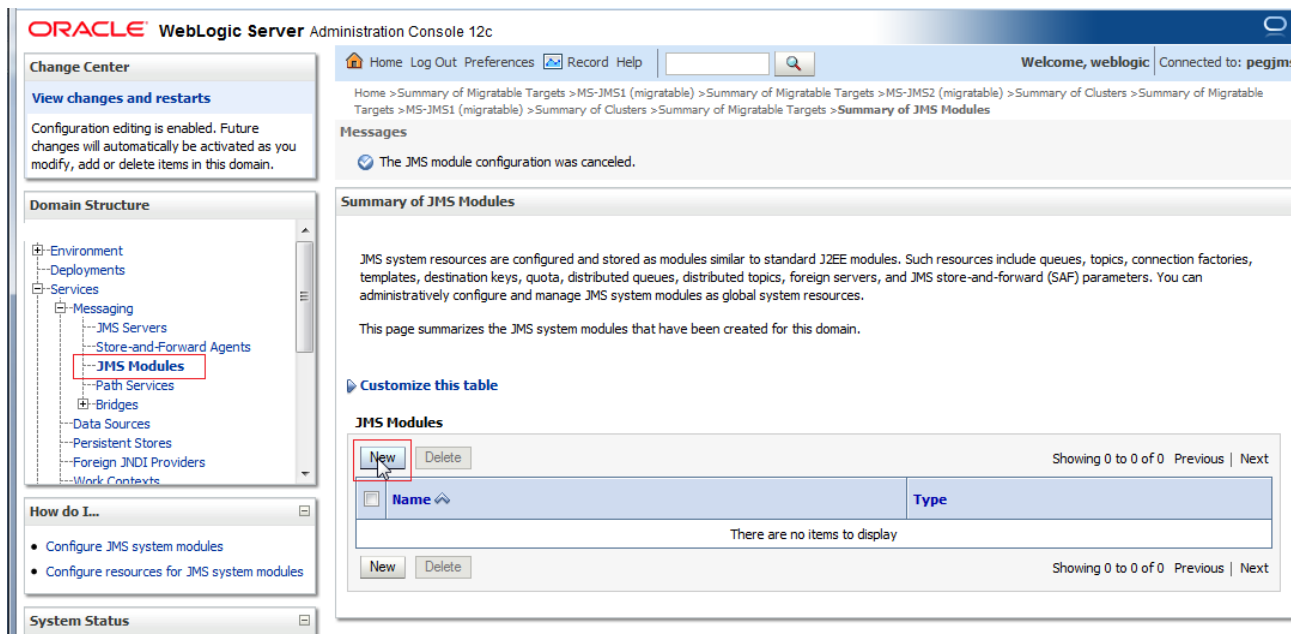 ORACLE WebLogic Server Administration Console 12c
Change Center
View changes and restarts
Configuration editing is enabled. Future
changes will automatically be activated as you
modify, add or delete items in this domain.
Domain Structure
Environment
Deployments
Services
Messaging
JMS Servers
Store-and-Forward Agents
JMS Modules
Path Services
Bridges
Data Sources
Persistent Stores
Foreign JNDI Providers
Work Contexts
How do I...
Configure JMS system modules
Configure resources for JMS system modules
System Status
Home Log Out Preferences Record Help
Welcome, weblogic Connected to: pegjms
Home >Summary of Migratable Targets >MS-JMS1 (migratable) >Summary of Migratable Targets >MS-JMS2 (migratable) >Summary of Clusters >Summary of Migratable
Targets >MS-JMS1 (migratable) >Summary of Clusters >Summary of Migratable Targets >Summary of JMS Modules
Messages
The JMS module configuration was canceled.
Summary of JMS Modules
JMS system resources are configured and stored as modules similar to standard J2EE modules. Such resources include queues, topics, connection factories,
templates, destination keys, quota, distributed queues, distributed topics, foreign servers, and JMS store-and-forward (SAF) parameters. You can
administratively configure and manage JMS system modules as global system resources.
This page summarizes the JMS system modules that have been created for this domain.
Customize this table
JMS Modules
New Delete Showing 0 to 0 of 0 Previous | Next
Name Type
There are no items to display
New Delete Showing 0 to 0 of 0 Previous | Next